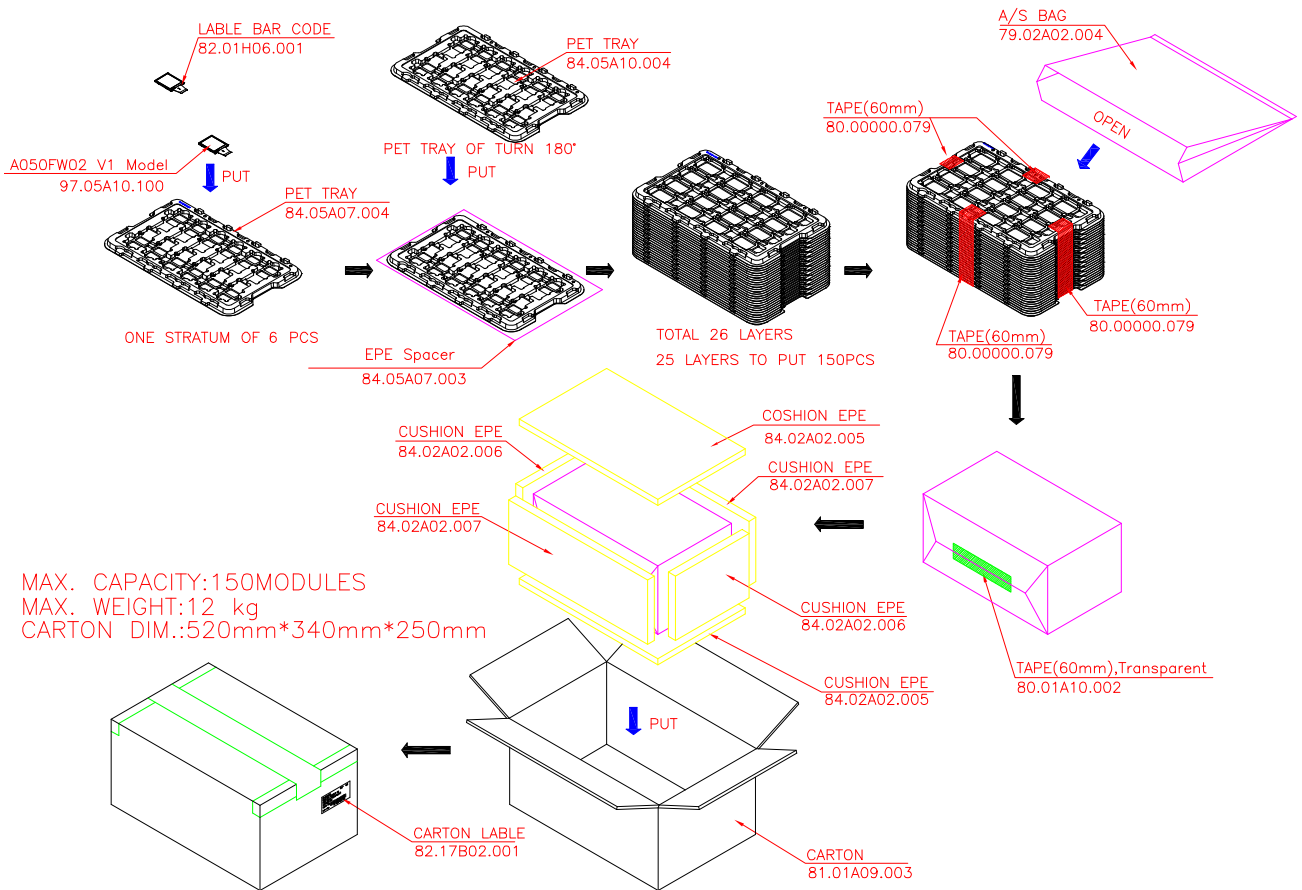 LABLE BAR CODE
82.01H06.001
PET TRAY
84.05A10.004
A/S BAG
79.02A02.004
OPEN
TAPE(60mm)
80.00000.079
PET TRAY OF TURN 180°
PUT
A050FW02 V1 Model
97.05A10.100
PUT
PET TRAY
84.05A07.004
ONE STRATUM OF 6 PCS
EPE Spacer
84.05A07.003
TOTAL 26 LAYERS
25 LAYERS TO PUT 150PCS
TAPE(60mm)
80.00000.079
TAPE(60mm)
80.00000.079
COSHION EPE
84.02A02.005
CUSHION EPE
84.02A02.006
CUSHION EPE
84.02A02.007
CUSHION EPE
84.02A02.007
CUSHION EPE
84.02A02.006
CUSHION EPE
84.02A02.005
TAPE(60mm),Transparent
80.01A10.002
MAX. CAPACITY:150MODULES
MAX. WEIGHT:12 kg
CARTON DIM.:520mm*340mm*250mm
PUT
CARTON LABLE
82.17B02.001
CARTON
81.01A09.003